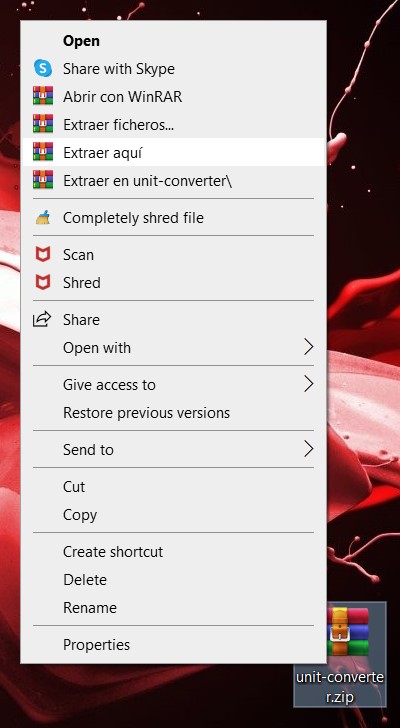 Open
Share with Skype
Abrir con WinRAR
Extraer ficheros...
Extraer aquí
Extraer en unit-converter\
Completely shred file
Scan
Shred
Share
Open with
Give access to
Restore previous versions
Send to
Cut
Copy
Create shortcut
Delete
Rename
Properties
unit-converte
r.zip